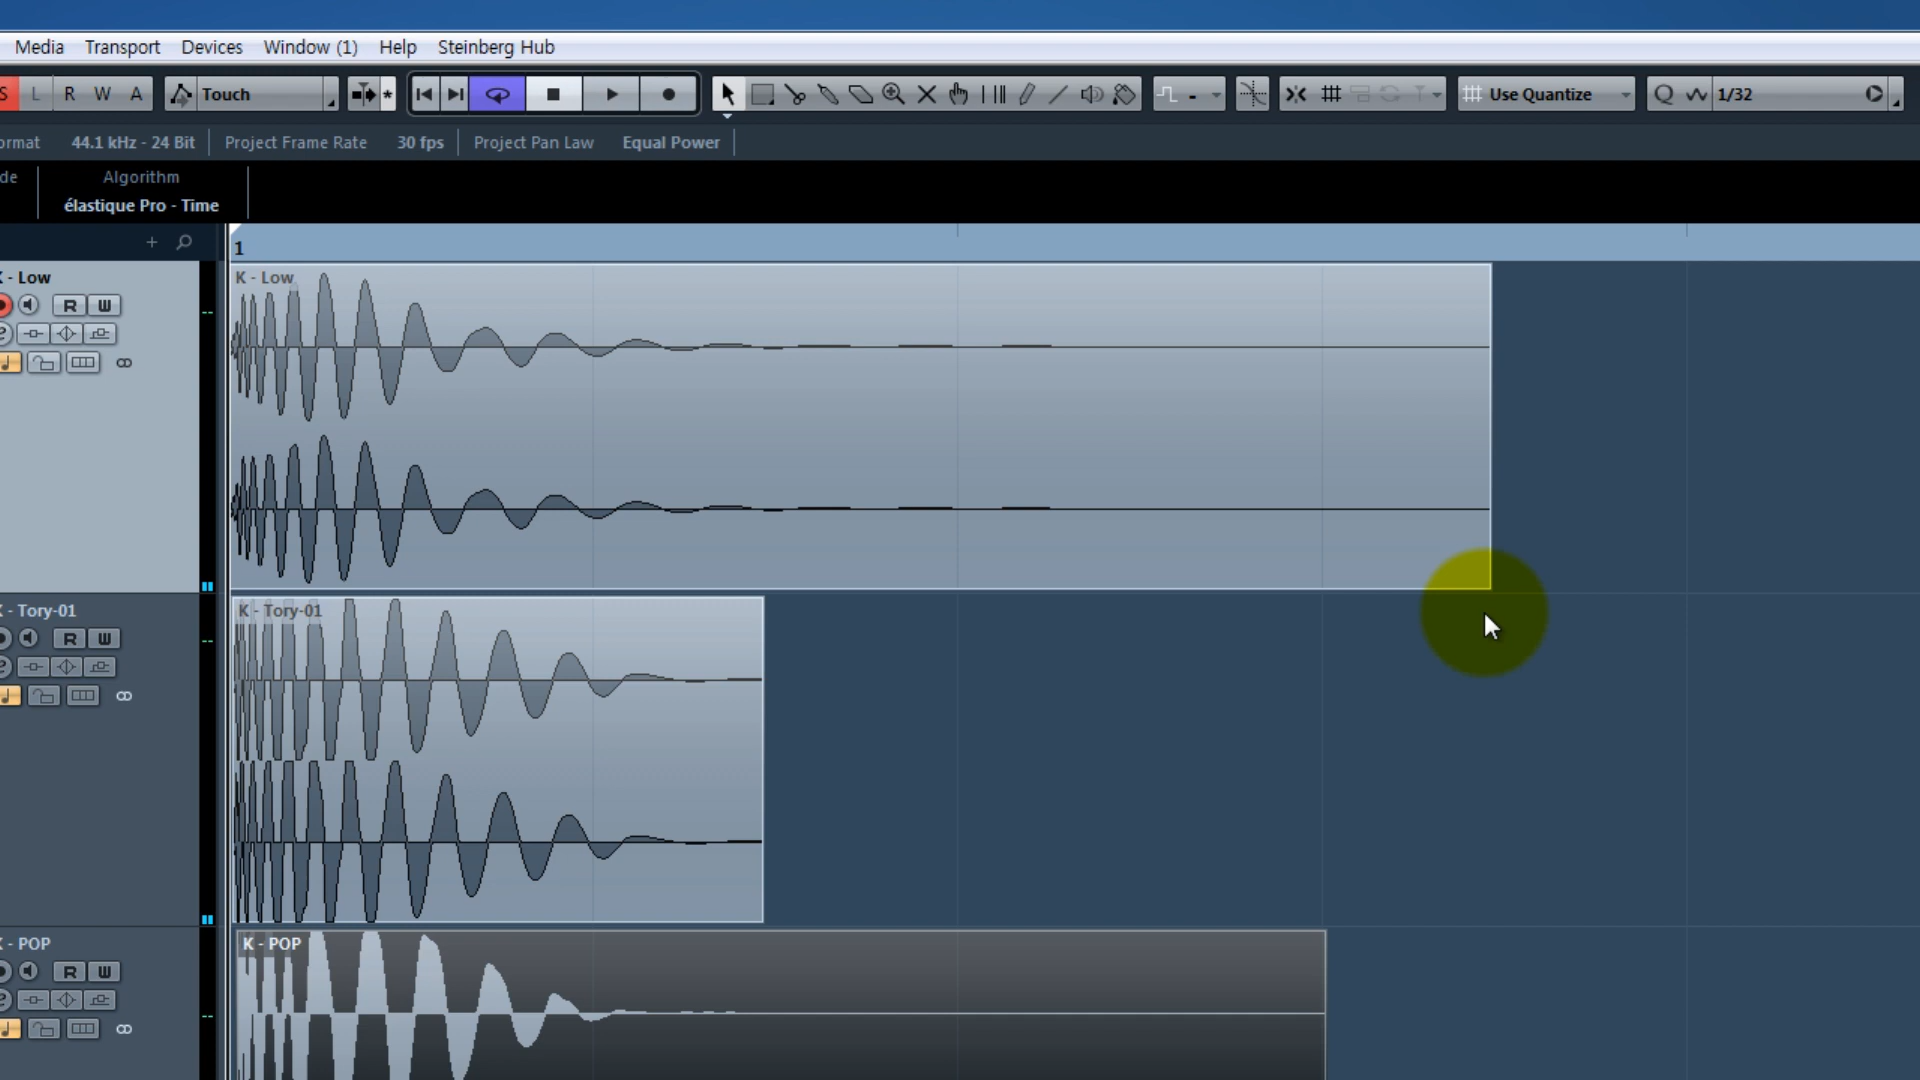 Media Transport Devices Window (1) Help Steinberg Hub
S L R W A Touch Use Quantize Q 1/32
ormat 44.1 kHz - 24 Bit Project Frame Rate 30 fps Project Pan Law Equal Power
de Algorithm
élastique Pro - Time
1
K - Low K - Low
R W
e
K - Tory-01 K - Tory-01
R W
e
K - POP K - POP
R W
e